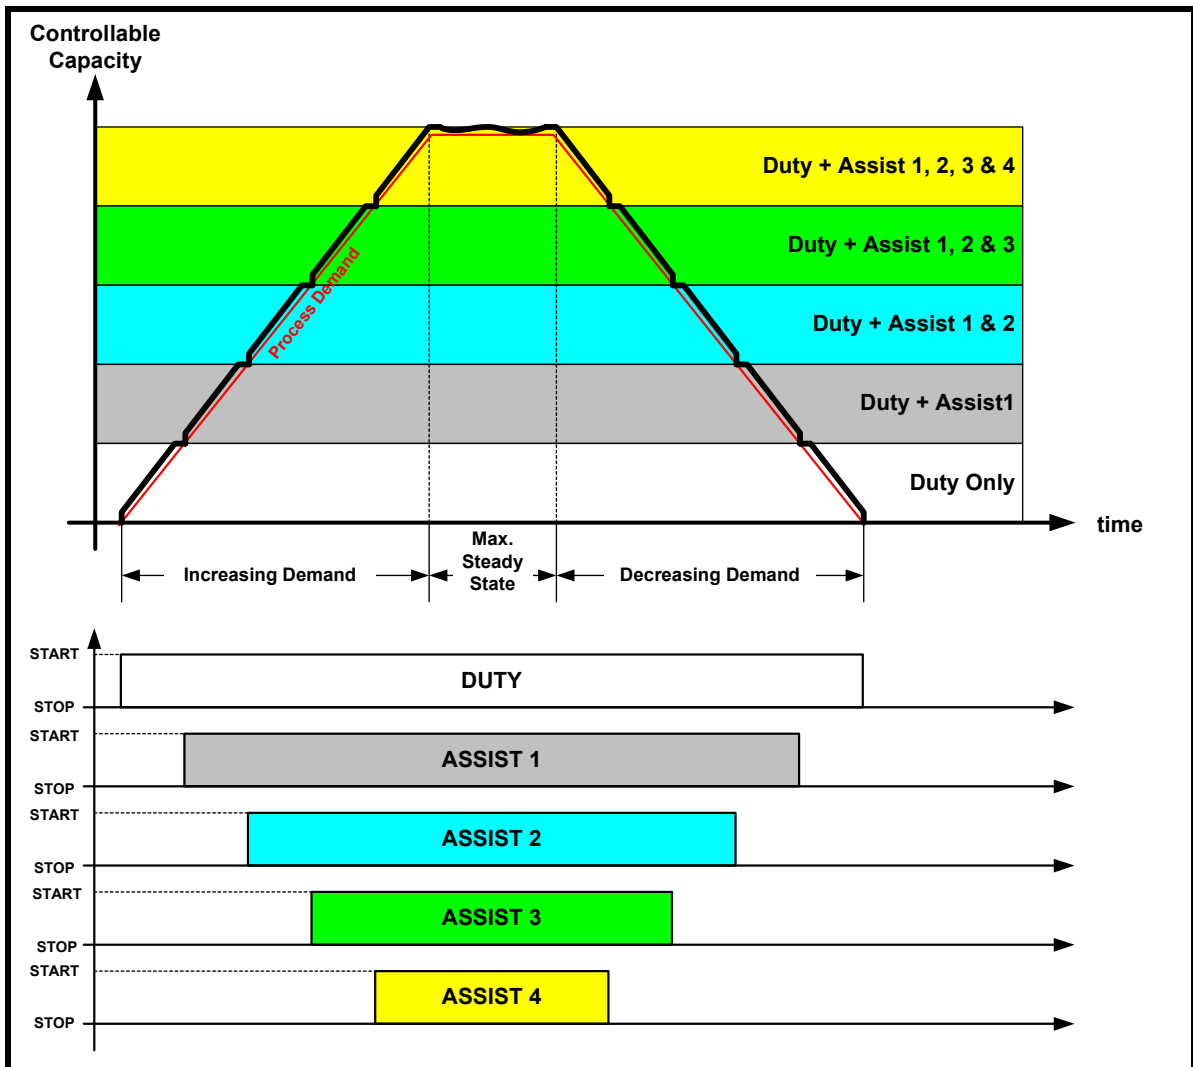 Controllable
Capacity
Duty + Assist 1, 2, 3 & 4
Duty + Assist 1, 2 & 3
Process Demand
Duty + Assist 1 & 2
Duty + Assist1
Duty Only
time
Increasing Demand
Max.
Steady
State
Decreasing Demand
START
DUTY
STOP
START
ASSIST 1
STOP
START
ASSIST 2
STOP
START
ASSIST 3
STOP
START
ASSIST 4
STOP